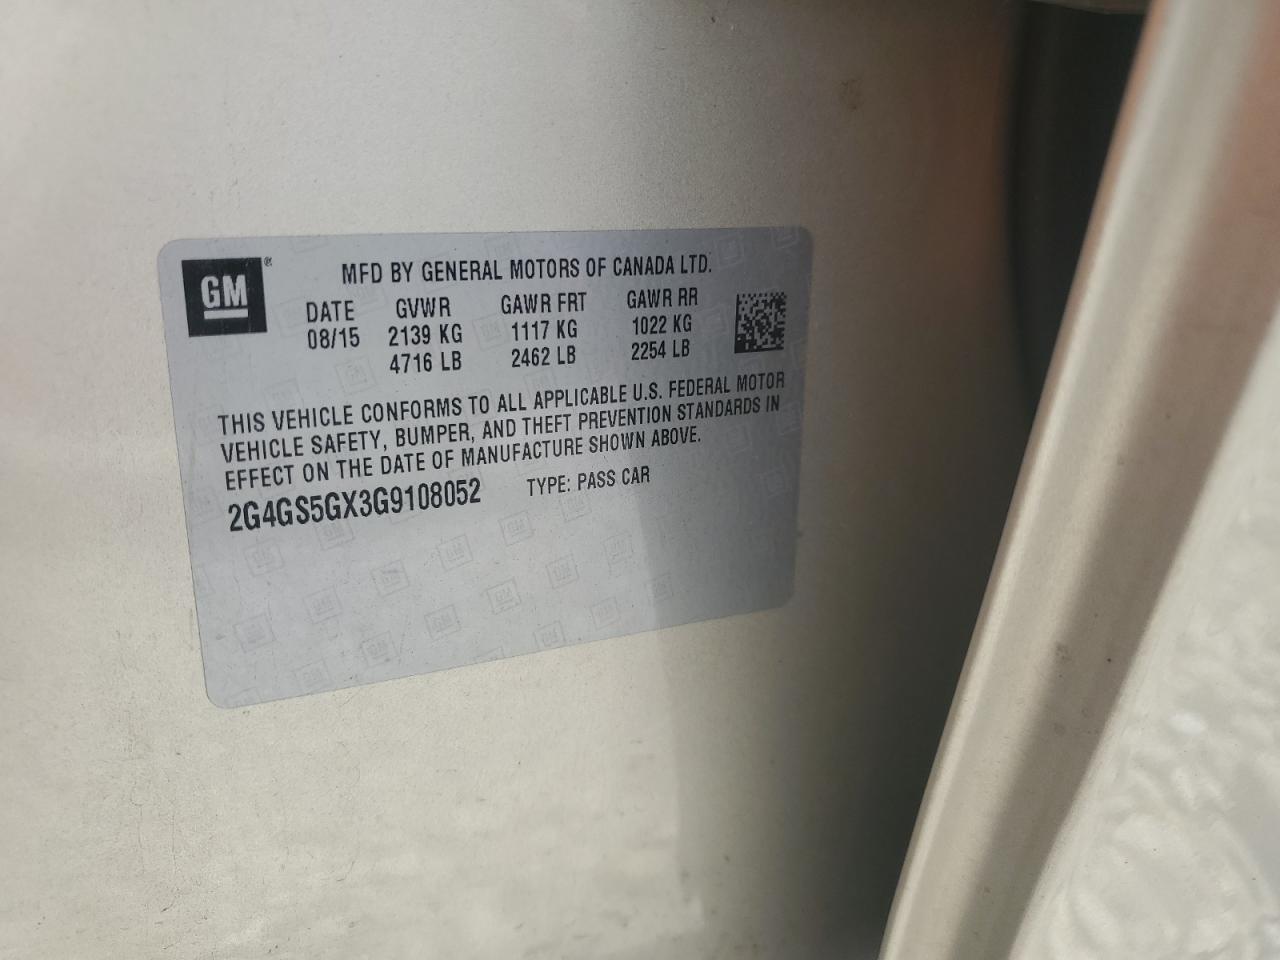 GM ®
MFD BY GENERAL MOTORS OF CANADA LTD.
DATE GVWR GAWR FRT GAWR RR
08/15 2139 KG 1117 KG 1022 KG
4716 LB 2462 LB 2254 LB
THIS VEHICLE CONFORMS TO ALL APPLICABLE U.S. FEDERAL MOTOR
VEHICLE SAFETY, BUMPER, AND THEFT PREVENTION STANDARDS IN
EFFECT ON THE DATE OF MANUFACTURE SHOWN ABOVE.
2G4GS5GX3G9108052 TYPE: PASS CAR